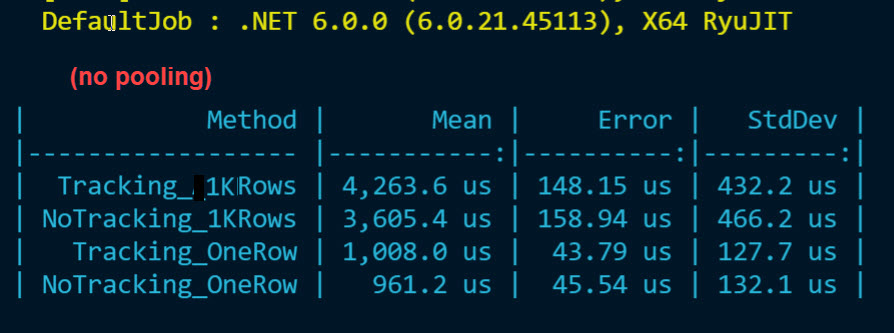 DefaultJob : .NET 6.0.0 (6.0.21.45113), X64 RyuJIT
(no pooling)
| Method | Mean | Error | StdDev |
|------------------- |-----------:|----------:|---------:|
| Tracking_1KRows | 4,263.6 us | 148.15 us | 432.2 us |
| NoTracking_1KRows | 3,605.4 us | 158.94 us | 466.2 us |
| Tracking_OneRow | 1,008.0 us | 43.79 us | 127.7 us |
| NoTracking_OneRow | 961.2 us | 45.54 us | 132.1 us |